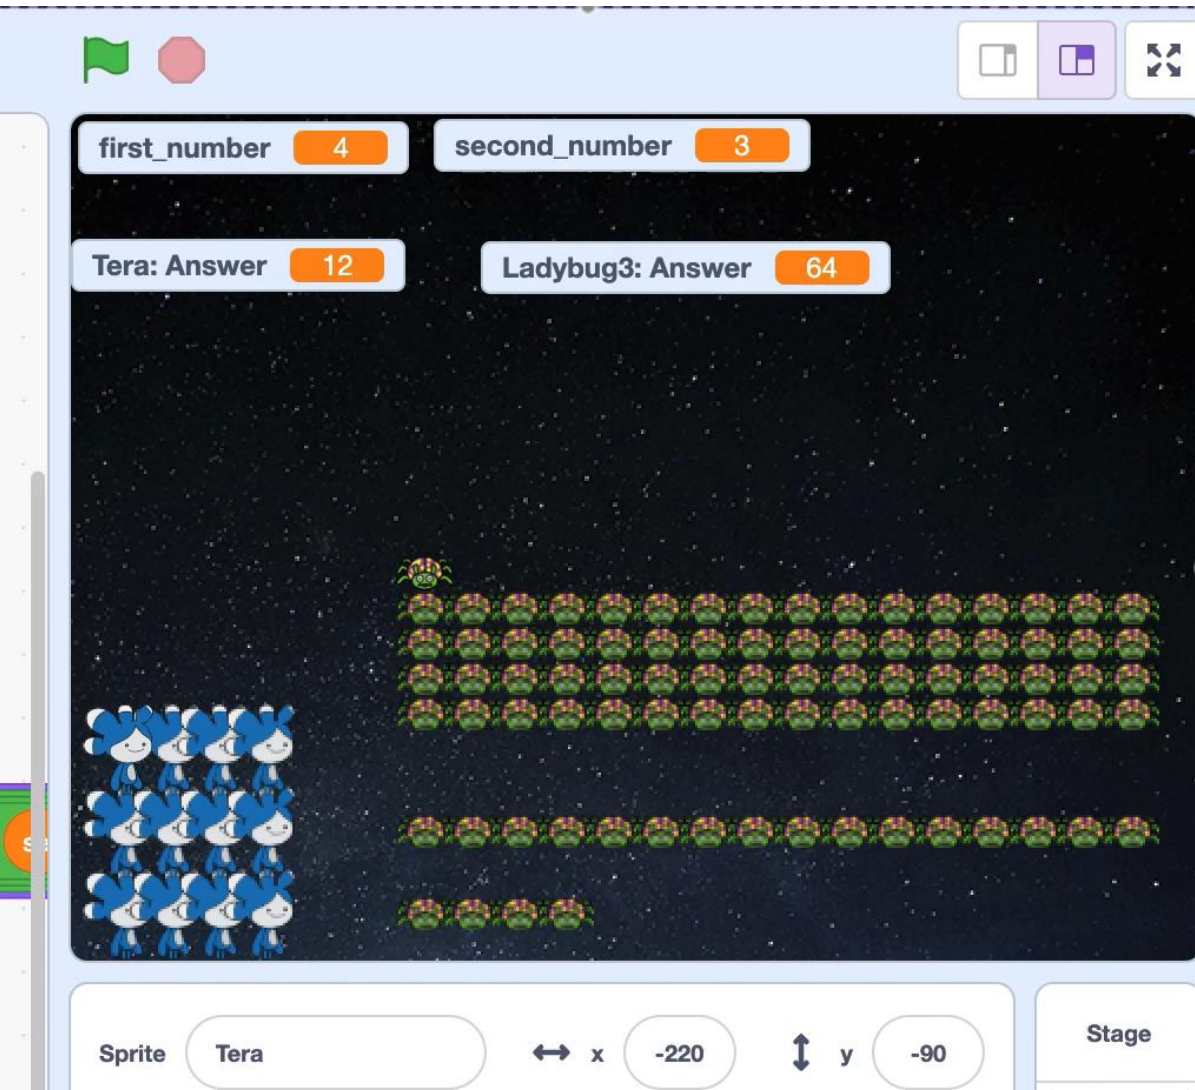 first_number 4
second_number 3
Tera: Answer 12
Ladybug3: Answer 64
Sprite Tera x -220 y -90
Stage